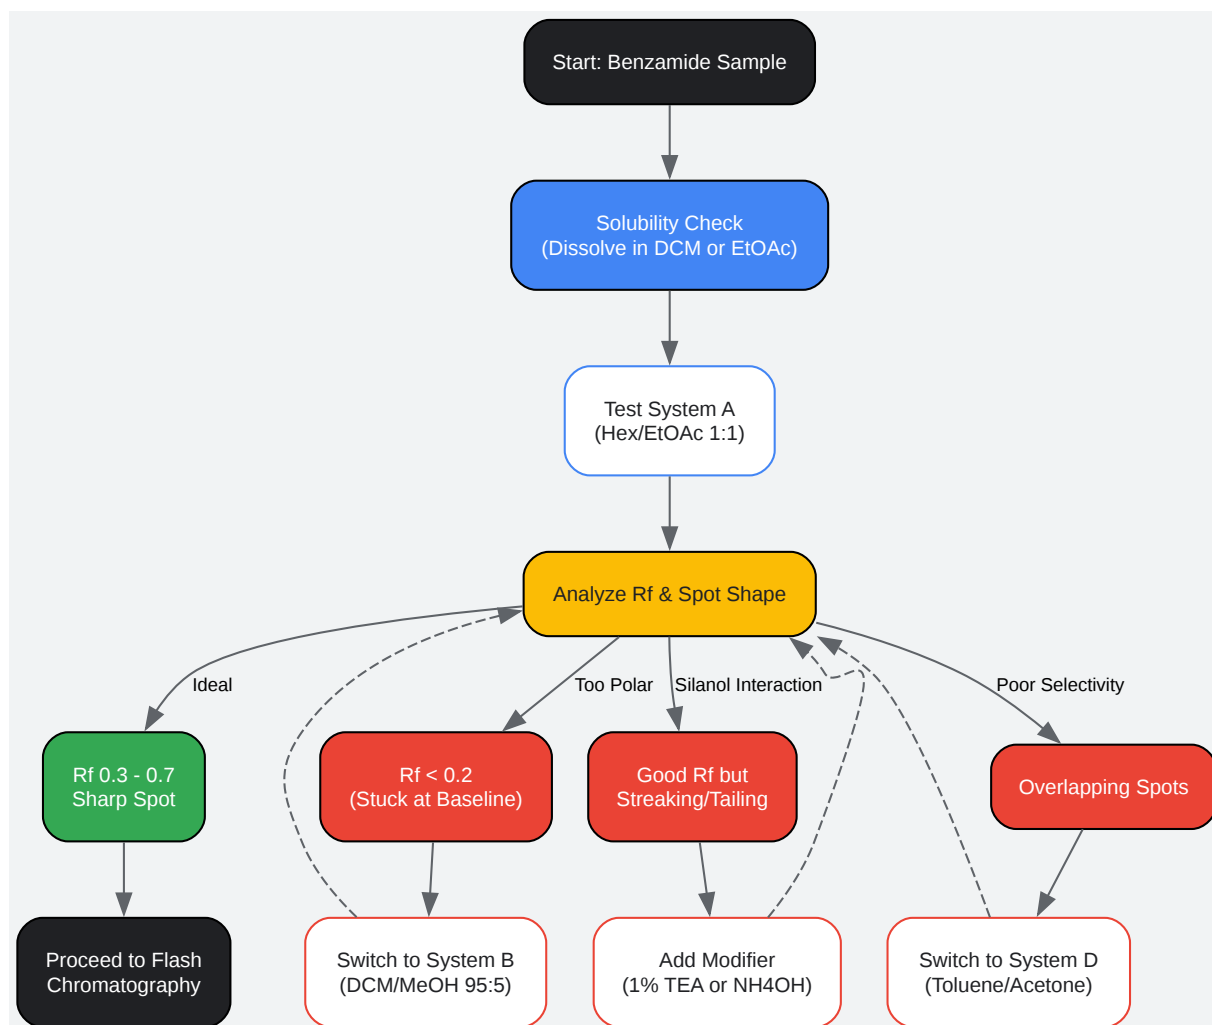 Start: Benzamide Sample
Solubility Check
(Dissolve in DCM or EtOAc)
Test System A
(Hex/EtOAc 1:1)
Analyze Rf & Spot Shape
Ideal
Too Polar
Silanol Interaction
Poor Selectivity
Rf 0.3 - 0.7
Sharp Spot
Rf < 0.2
(Stuck at Baseline)
Good Rf but
Streaking/Tailing
Overlapping Spots
Proceed to Flash
Chromatography
Switch to System B
(DCM/MeOH 95:5)
Add Modifier
(1% TEA or NH4OH)
Switch to System D
(Toluene/Acetone)